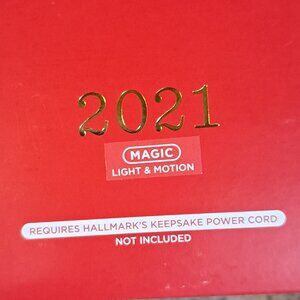 2021
MAGIC
LIGHT & MOTION
REQUIRES HALLMARK'S KEEPSAKE POWER CORD
NOT INCLUDED